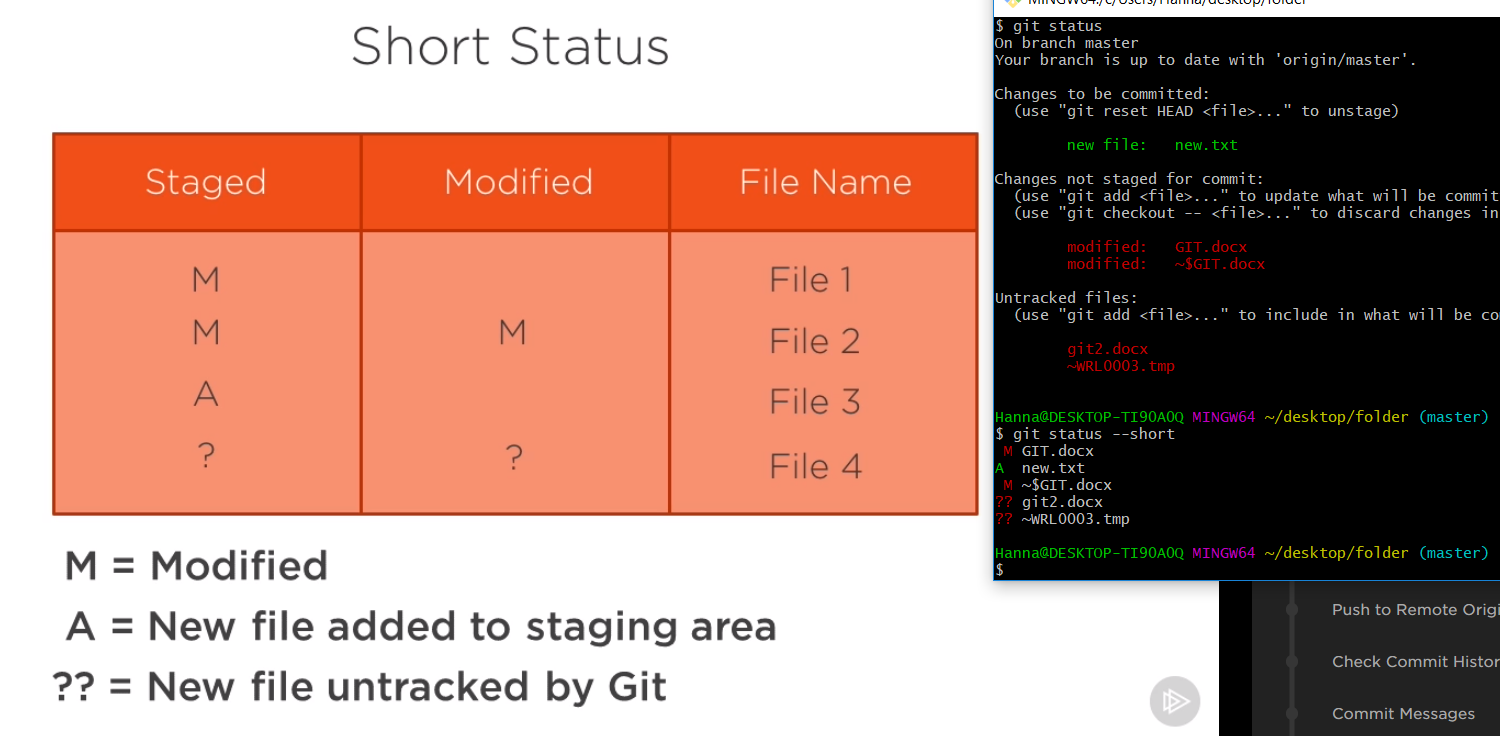 Short Status
Staged Modified File Name
M File 1
M M File 2
A File 3
? ? File 4
M = Modified
A = New file added to staging area
?? = New file untracked by Git
MINGW64:/c/Users/Hanna/desktop/folder
$ git status
On branch master
Your branch is up to date with 'origin/master'.
Changes to be committed:
(use "git reset HEAD <file>..." to unstage)
new file: new.txt
Changes not staged for commit:
(use "git add <file>..." to update what will be commit
(use "git checkout -- <file>..." to discard changes in
modified: GIT.docx
modified: ~$GIT.docx
Untracked files:
(use "git add <file>..." to include in what will be co
git2.docx
~WRL0003.tmp
Hanna@DESKTOP-TI90A0Q MINGW64 ~/desktop/folder (master)
$ git status --short
M GIT.docx
A new.txt
M ~$GIT.docx
?? git2.docx
?? ~WRL0003.tmp
Hanna@DESKTOP-TI90A0Q MINGW64 ~/desktop/folder (master)
$
Push to Remote Origi
Check Commit Histor
Commit Messages